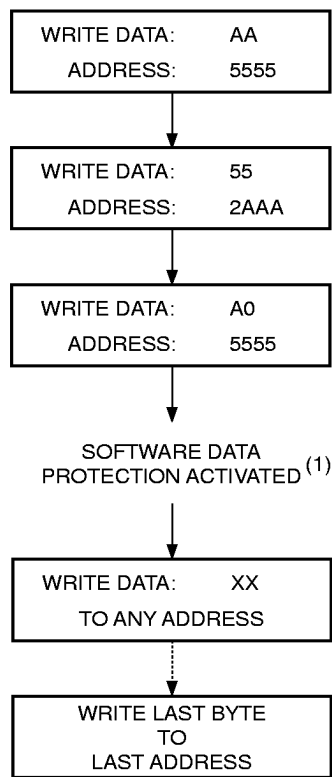 WRITE DATA: AA
ADDRESS: 5555
WRITE DATA: 55
ADDRESS: 2AAA
WRITE DATA: A0
ADDRESS: 5555
SOFTWARE DATA
PROTECTION ACTIVATED (1)
WRITE DATA: XX
TO ANY ADDRESS
WRITE LAST BYTE
TO
LAST ADDRESS